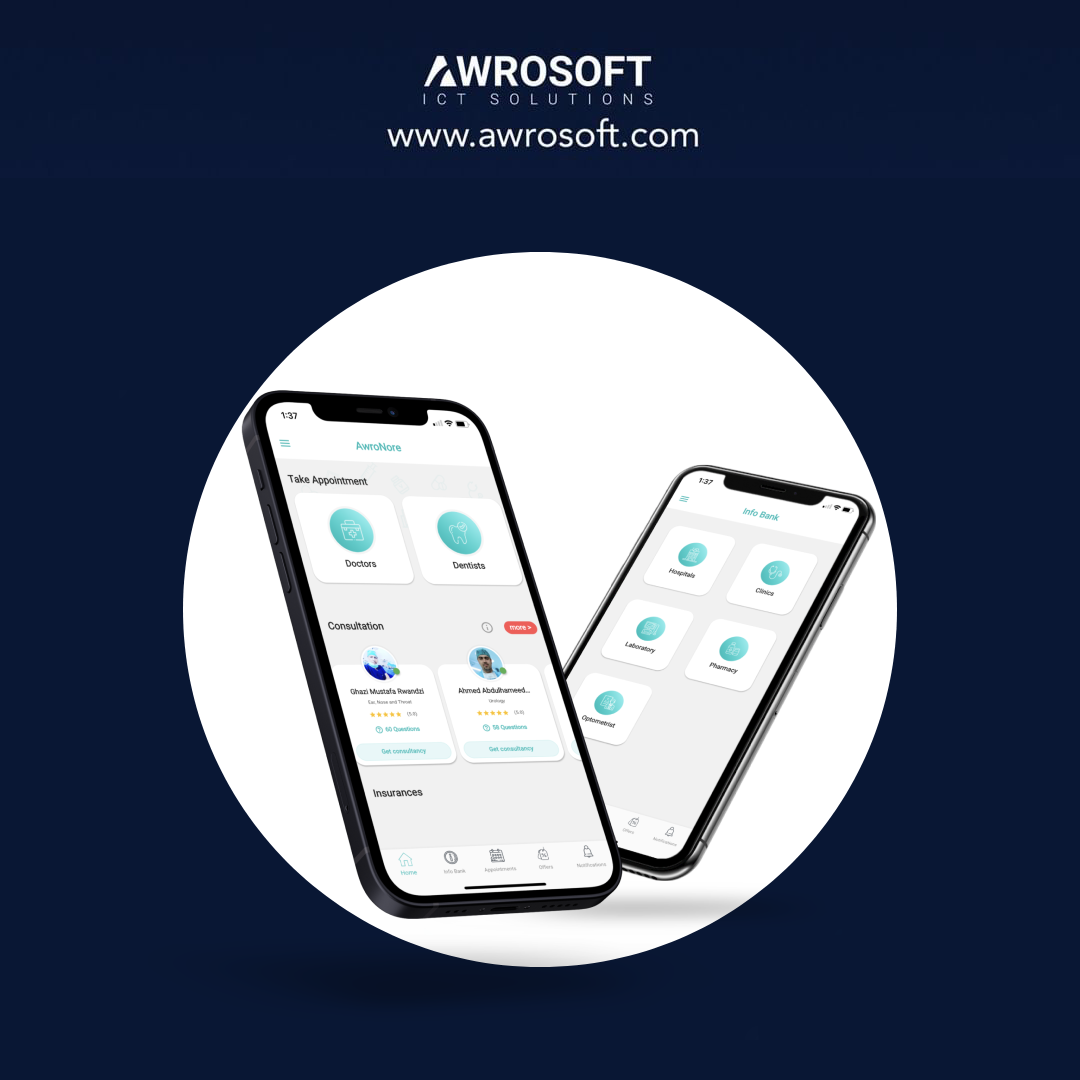 AWROSOFT
ICT SOLUTIONS
www.awrosoft.com
1:37
AwroNore
Take Appointment
Doctors
Dentists
Consultation
more >
Ghazi Mustafa Rwandzi
Ear, Nose and Throat
(5.0)
60 Questions
Get consultancy
Ahmed Abdulhameed...
Urology
(5.0)
58 Questions
Get consultancy
Insurances
Home
Info Bank
Appointments
Offers
Notifications
1:37
Info Bank
Hospitals
Clinics
Laboratory
Pharmacy
Optometrist
Offers
Notifications